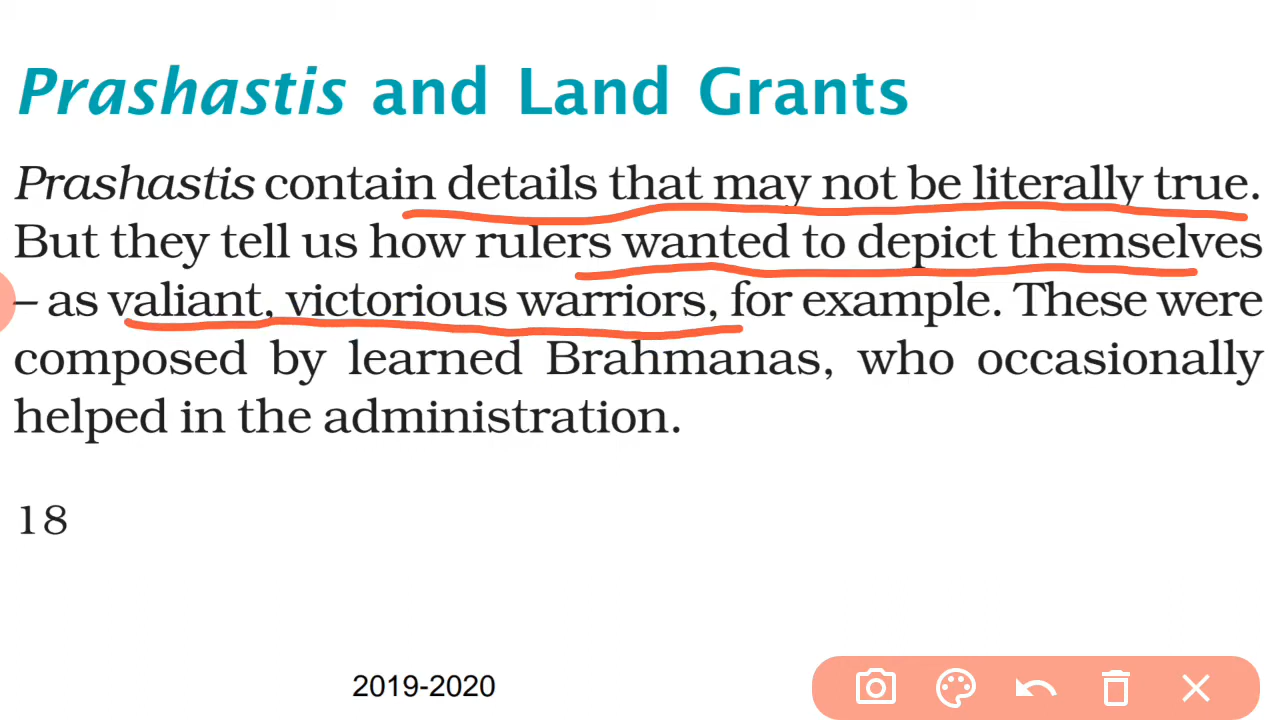 Prashastis and Land Grants
Prashastis contain details that may not be literally true.
But they tell us how rulers wanted to depict themselves
– as valiant, victorious warriors, for example. These were
composed by learned Brahmanas, who occasionally
helped in the administration.
18
2019-2020